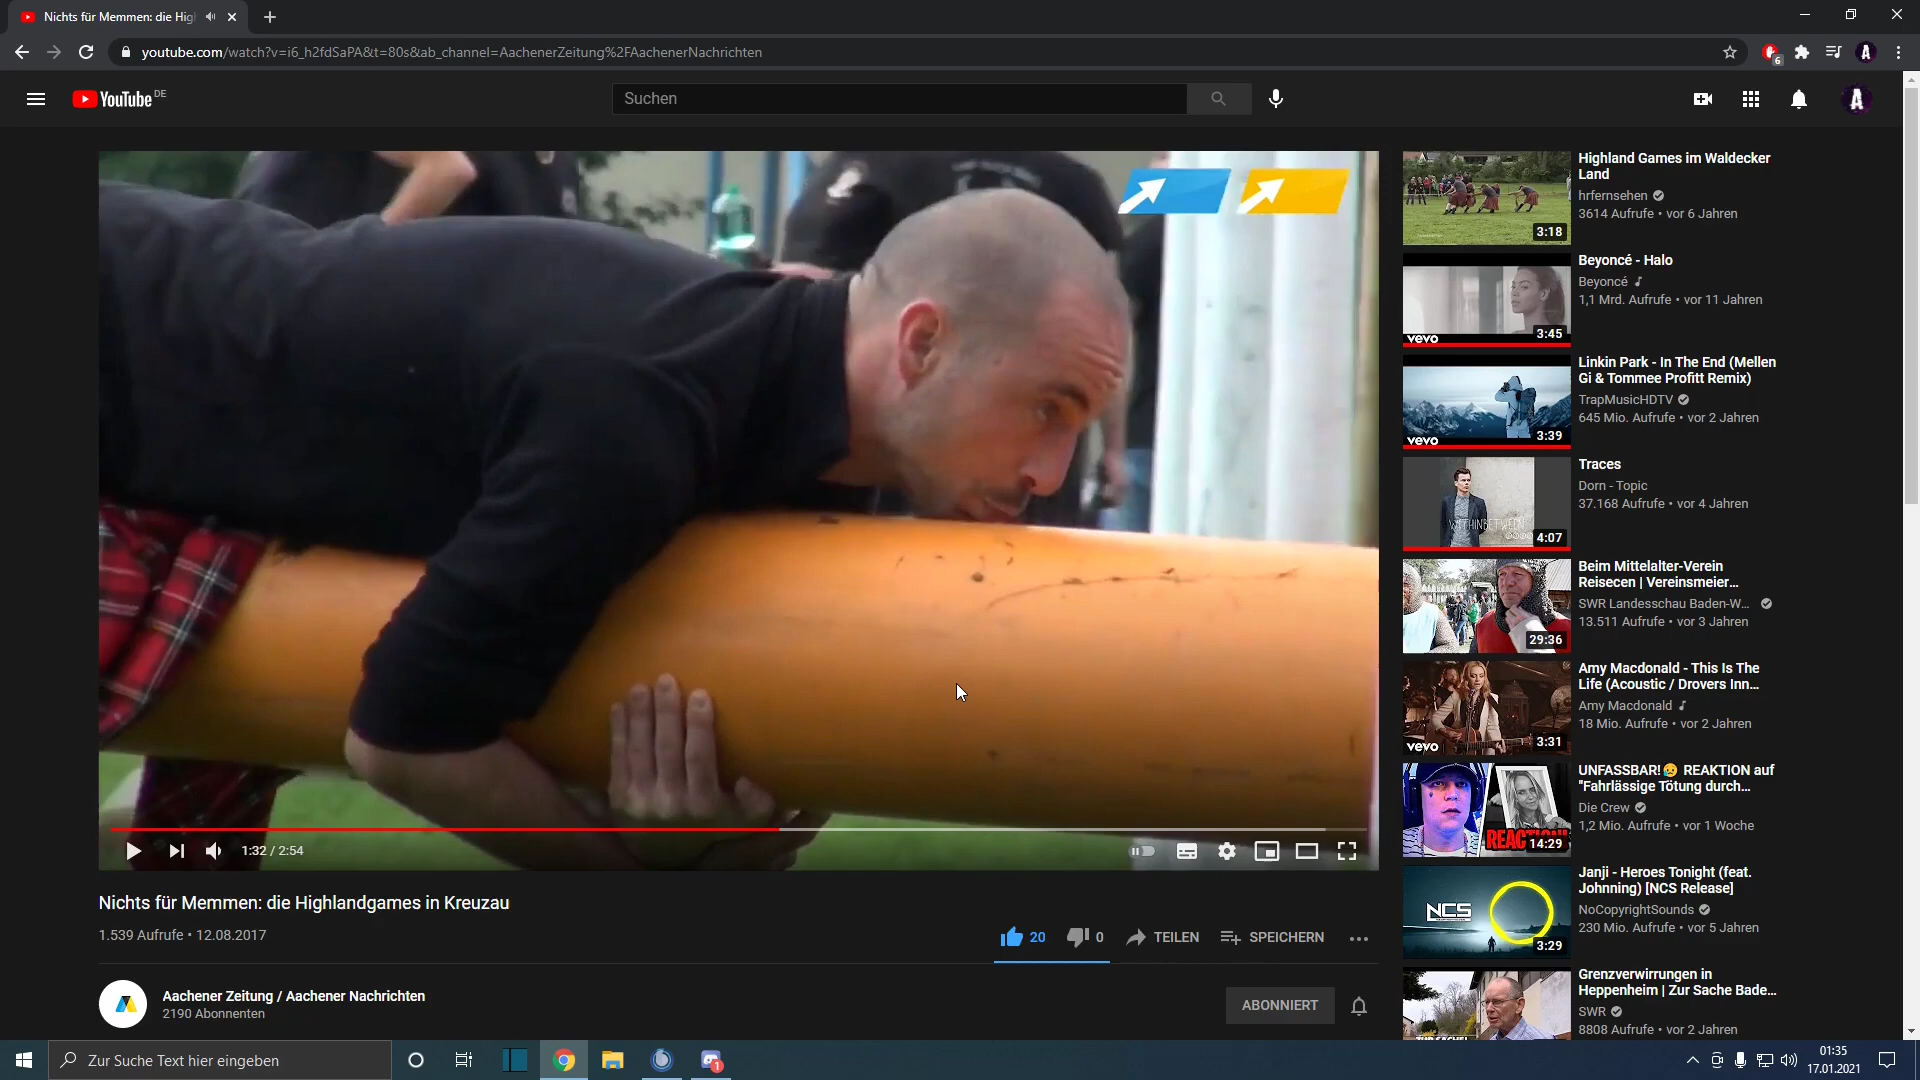 Nichts für Memmen: die Hig
youtube.com/watch?v=i6_h2fdSaPA&t=80s&ab_channel=AachenerZeitung%2FAachenerNachrichten
6
A
YouTube DE
Suchen
A
Highland Games im Waldecker
Land
hrfernsehen
3614 Aufrufe • vor 6 Jahren
3:18
Beyoncé - Halo
Beyoncé
1,1 Mrd. Aufrufe • vor 11 Jahren
vevo
3:45
Linkin Park - In The End (Mellen
Gi & Tommee Profitt Remix)
TrapMusicHDTV
645 Mio. Aufrufe • vor 2 Jahren
vevo
3:39
Traces
Dorn - Topic
37.168 Aufrufe • vor 4 Jahren
WITHINBETWEEN
4:07
Beim Mittelalter-Verein
Reisecen | Vereinsmeier...
SWR Landesschau Baden-W...
13.511 Aufrufe • vor 3 Jahren
29:36
Amy Macdonald - This Is The
Life (Acoustic / Drovers Inn...
Amy Macdonald
18 Mio. Aufrufe • vor 2 Jahren
vevo
3:31
UNFASSBAR!😥 REAKTION auf
"Fahrlässige Tötung durch...
Die Crew
1,2 Mio. Aufrufe • vor 1 Woche
14:29
Janji - Heroes Tonight (feat.
Johnning) [NCS Release]
NoCopyrightSounds
230 Mio. Aufrufe • vor 5 Jahren
NCS
3:29
Grenzverwirrungen in
Heppenheim | Zur Sache Bade...
SWR
8808 Aufrufe • vor 2 Jahren
1:32 / 2:54
Nichts für Memmen: die Highlandgames in Kreuzau
1.539 Aufrufe • 12.08.2017
20
0
TEILEN
SPEICHERN
Aachener Zeitung / Aachener Nachrichten
2190 Abonnenten
ABONNIERT
Zur Suche Text hier eingeben
1
01:35
17.01.2021